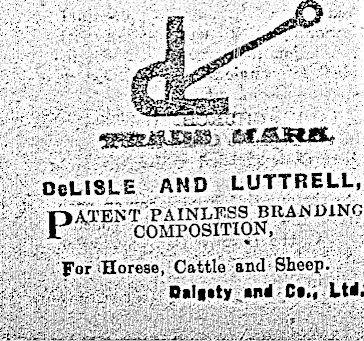 TRADE MARK.
DELISLE AND LUTTRELL,
PATENT PAINLESS BRANDING
COMPOSITION,
For Horese, Cattle and Sheep.
Dalgety and Co., Ltd.